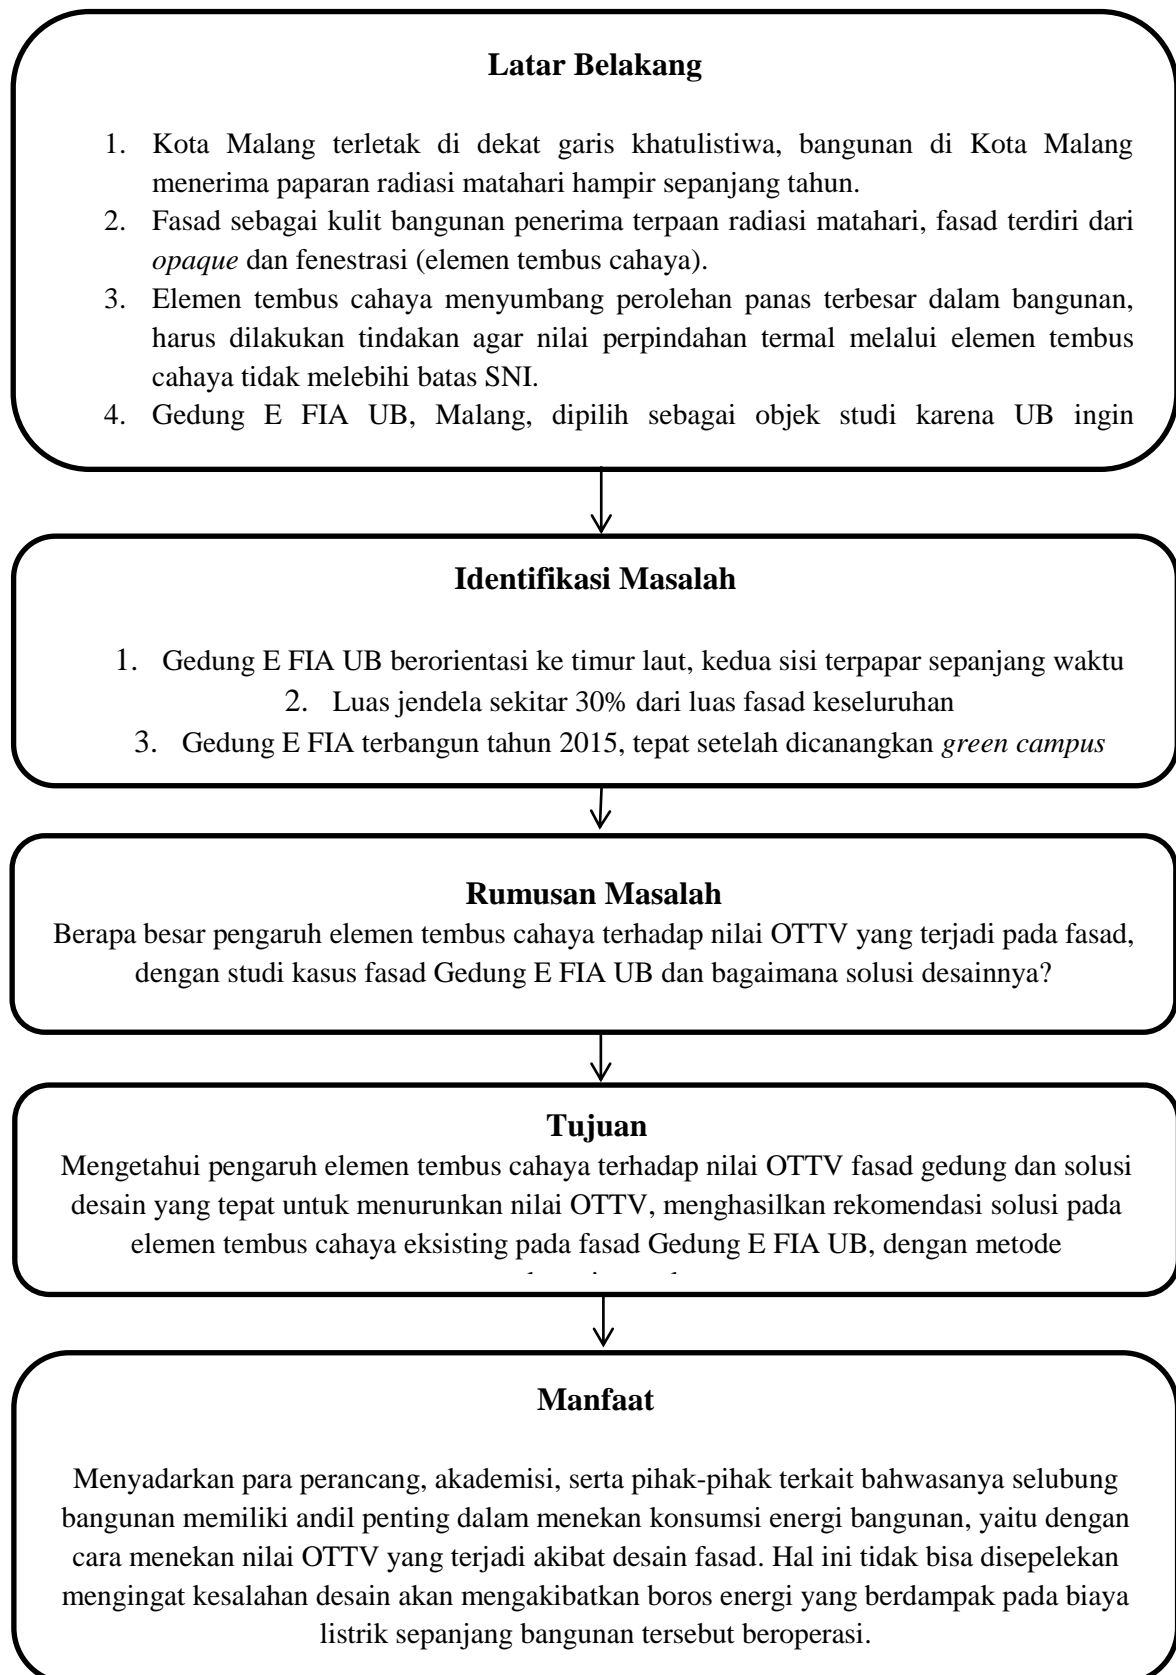 Latar Belakang
1. Kota Malang terletak di dekat garis khatulistiwa, bangunan di Kota Malang
menerima paparan radiasi matahari hampir sepanjang tahun.
2. Fasad sebagai kulit bangunan penerima terpaan radiasi matahari, fasad terdiri dari
opaque dan fenestrasi (elemen tembus cahaya).
3. Elemen tembus cahaya menyumbang perolehan panas terbesar dalam bangunan,
harus dilakukan tindakan agar nilai perpindahan termal melalui elemen tembus
cahaya tidak melebihi batas SNI.
4. Gedung E FIA UB, Malang, dipilih sebagai objek studi karena UB ingin
Identifikasi Masalah
1. Gedung E FIA UB berorientasi ke timur laut, kedua sisi terpapar sepanjang waktu
2. Luas jendela sekitar 30% dari luas fasad keseluruhan
3. Gedung E FIA terbangun tahun 2015, tepat setelah dicanangkan green campus
Rumusan Masalah
Berapa besar pengaruh elemen tembus cahaya terhadap nilai OTTV yang terjadi pada fasad,
dengan studi kasus fasad Gedung E FIA UB dan bagaimana solusi desainnya?
Tujuan
Mengetahui pengaruh elemen tembus cahaya terhadap nilai OTTV fasad gedung dan solusi
desain yang tepat untuk menurunkan nilai OTTV, menghasilkan rekomendasi solusi pada
elemen tembus cahaya eksisting pada fasad Gedung E FIA UB, dengan metode
Manfaat
Menyadarkan para perancang, akademisi, serta pihak-pihak terkait bahwasanya selubung
bangunan memiliki andil penting dalam menekan konsumsi energi bangunan, yaitu dengan
cara menekan nilai OTTV yang terjadi akibat desain fasad. Hal ini tidak bisa disepelekan
mengingat kesalahan desain akan mengakibatkan boros energi yang berdampak pada biaya
listrik sepanjang bangunan tersebut beroperasi.